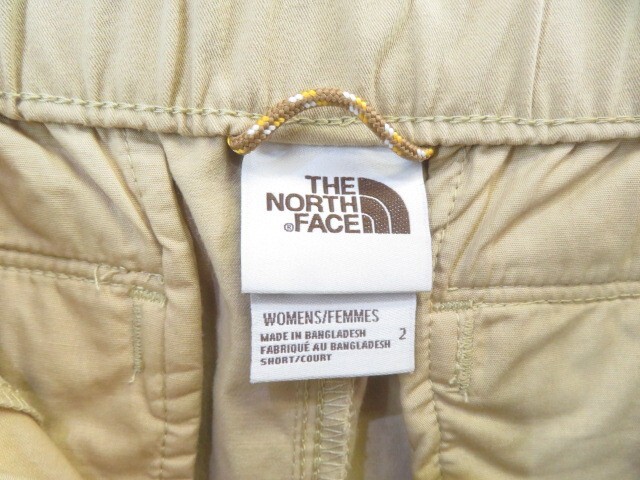 THE
NORTH
®FACE
WOMENS/FEMMES
MADE IN BANGLADESH 2
FABRIQUÉ AU BANGLADESH
SHORT/COURT